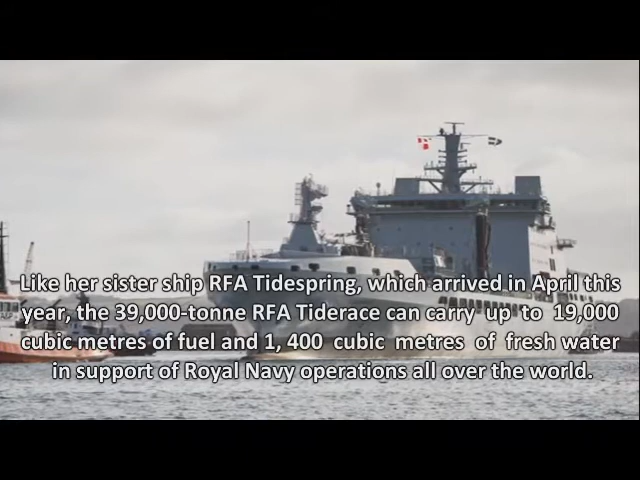 Like her sister ship RFA Tidespring, which arrived in April this
year, the 39,000-tonne RFA Tiderace can carry up to 19,000
cubic metres of fuel and 1, 400 cubic metres of fresh water
in support of Royal Navy operations all over the world.